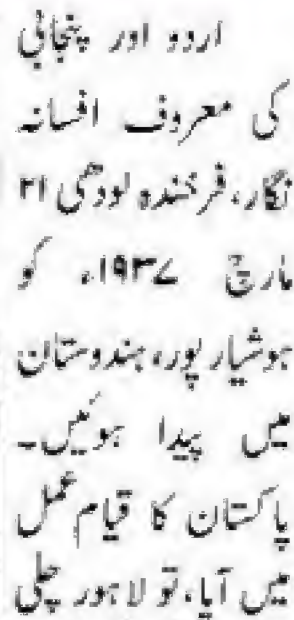 اردو اور پنجابی
کی معروف افسانہ
نگار، فرخندہ لودھی ۲۱
مارچ ۱۹۳۷ء کو
ہوشیار پور، ہندوستان
میں پیدا ہوئیں۔
پاکستان کا قیام عمل
میں آیا، تو لاہور چلی